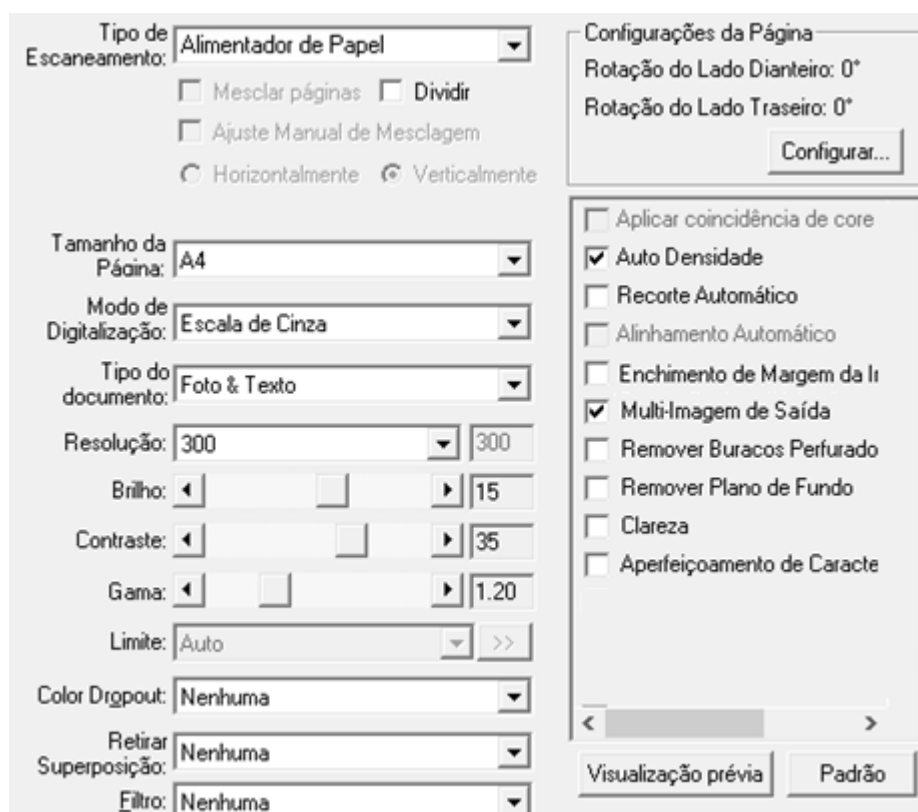 Tipo de
Escaneamento:
Alimentador de Papel
Mesclar páginas
Dividir
Ajuste Manual de Mesclagem
Horizontalmente
Verticalmente
Tamanho da
Página:
A4
Modo de
Digitalização:
Escala de Cinza
Tipo do
documento:
Foto & Texto
Resolução:
300
300
Brilho:
15
Contraste:
35
Gama:
1.20
Limite:
Auto
>>
Color Dropout:
Nenhuma
Retirar
Superposição:
Nenhuma
Filtro:
Nenhuma
Configurações da Página
Rotação do Lado Dianteiro: 0°
Rotação do Lado Traseiro: 0°
Configurar...
Aplicar coincidência de core
Auto Densidade
Recorte Automático
Alinhamento Automático
Enchimento de Margem da Ir
Multi-Imagem de Saída
Remover Buracos Perfurado
Remover Plano de Fundo
Clareza
Aperfeiçoamento de Caracte
Visualização prévia
Padrão